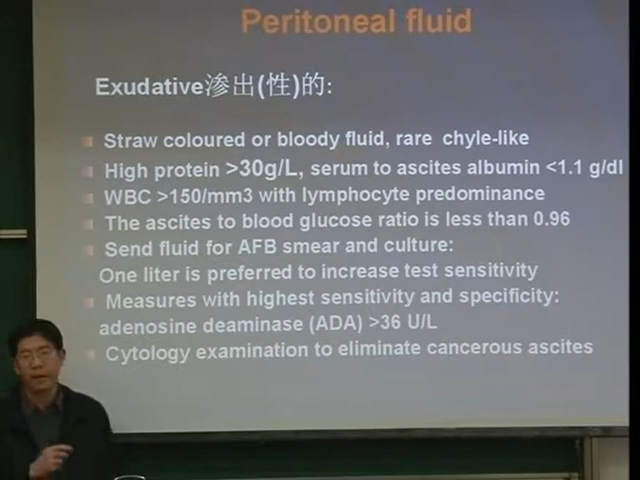 Peritoneal fluid
Exudative渗出(性)的:
Straw coloured or bloody fluid, rare chyle-like
High protein >30g/L, serum to ascites albumin <1.1 g/dl
WBC >150/mm3 with lymphocyte predominance
The ascites to blood glucose ratio is less than 0.96
Send fluid for AFB smear and culture:
One liter is preferred to increase test sensitivity
Measures with highest sensitivity and specificity:
adenosine deaminase (ADA) >36 U/L
Cytology examination to eliminate cancerous ascites